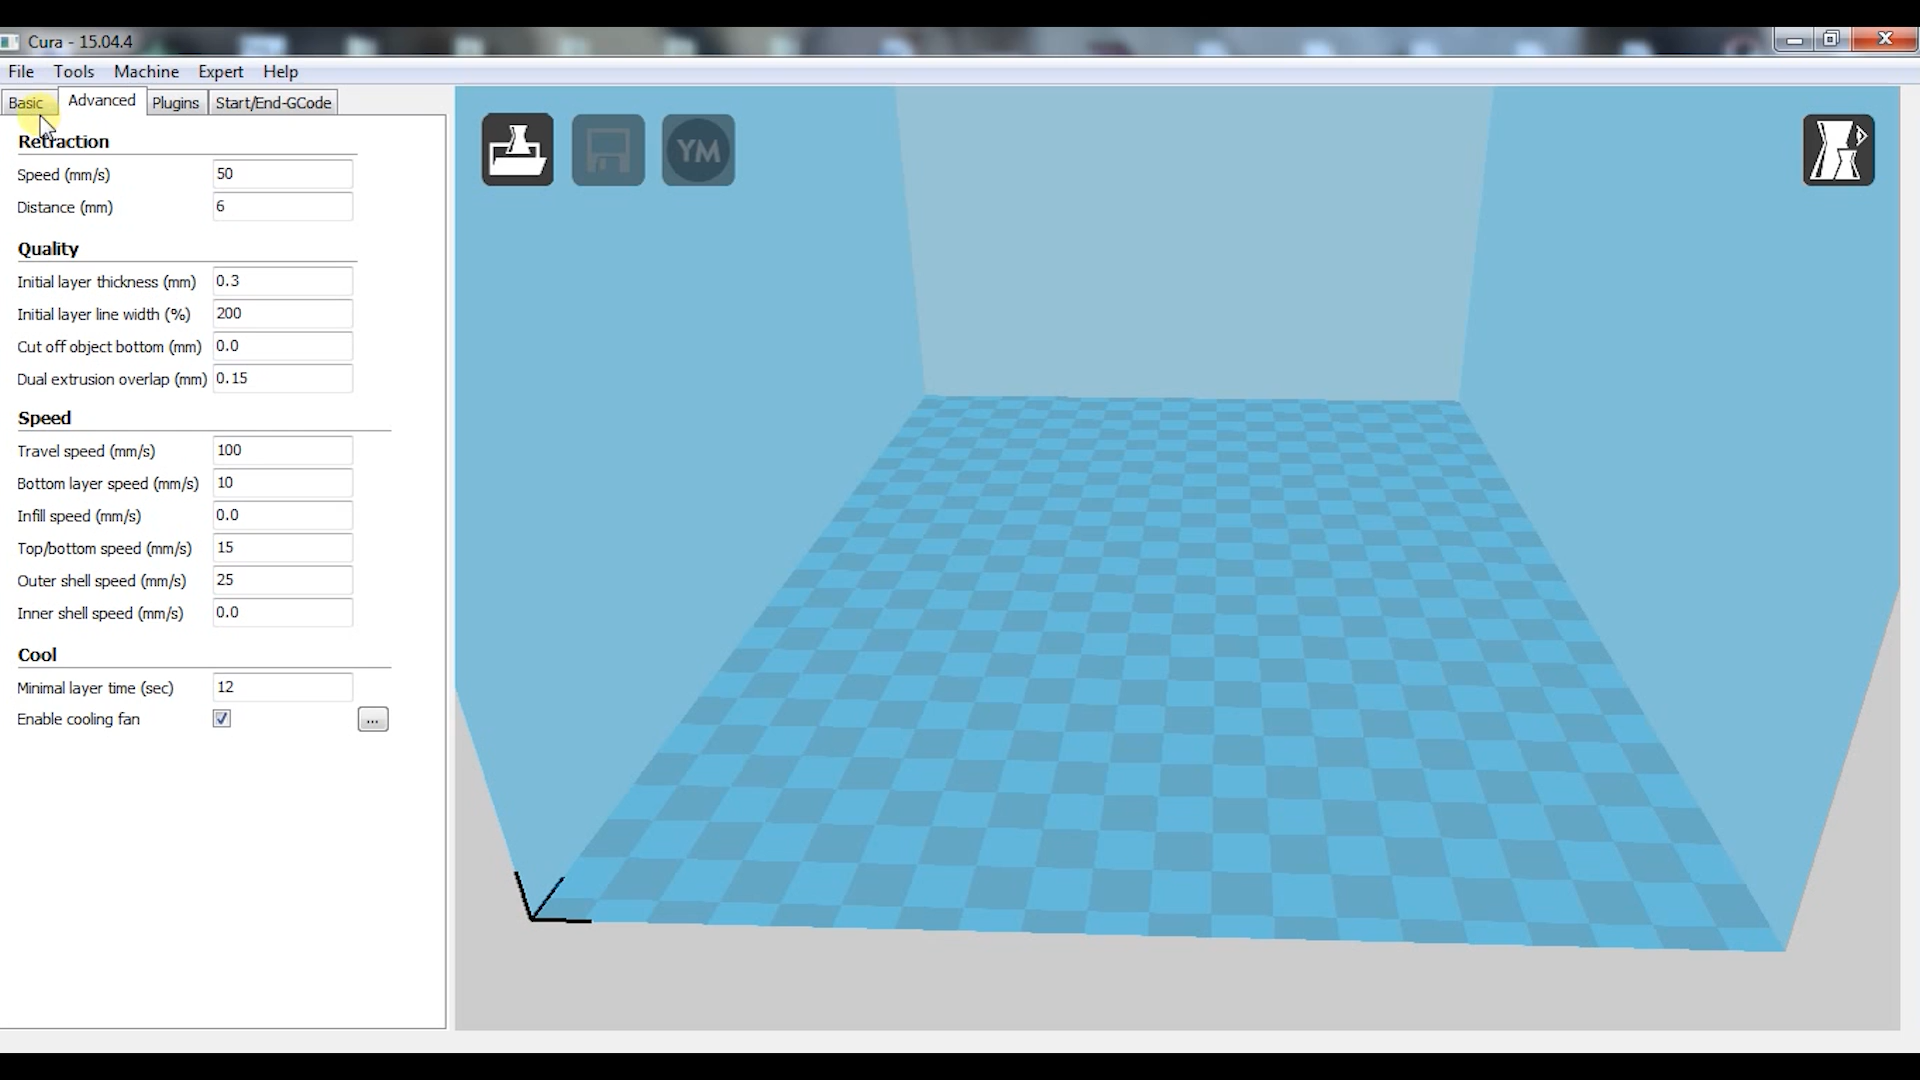 Cura - 15.04.4
File Tools Machine Expert Help
Basic Advanced Plugins Start/End-GCode
Retraction
Speed (mm/s) 50
Distance (mm) 6
Quality
Initial layer thickness (mm) 0.3
Initial layer line width (%) 200
Cut off object bottom (mm) 0.0
Dual extrusion overlap (mm) 0.15
Speed
Travel speed (mm/s) 100
Bottom layer speed (mm/s) 10
Infill speed (mm/s) 0.0
Top/bottom speed (mm/s) 15
Outer shell speed (mm/s) 25
Inner shell speed (mm/s) 0.0
Cool
Minimal layer time (sec) 12
Enable cooling fan ...
YM